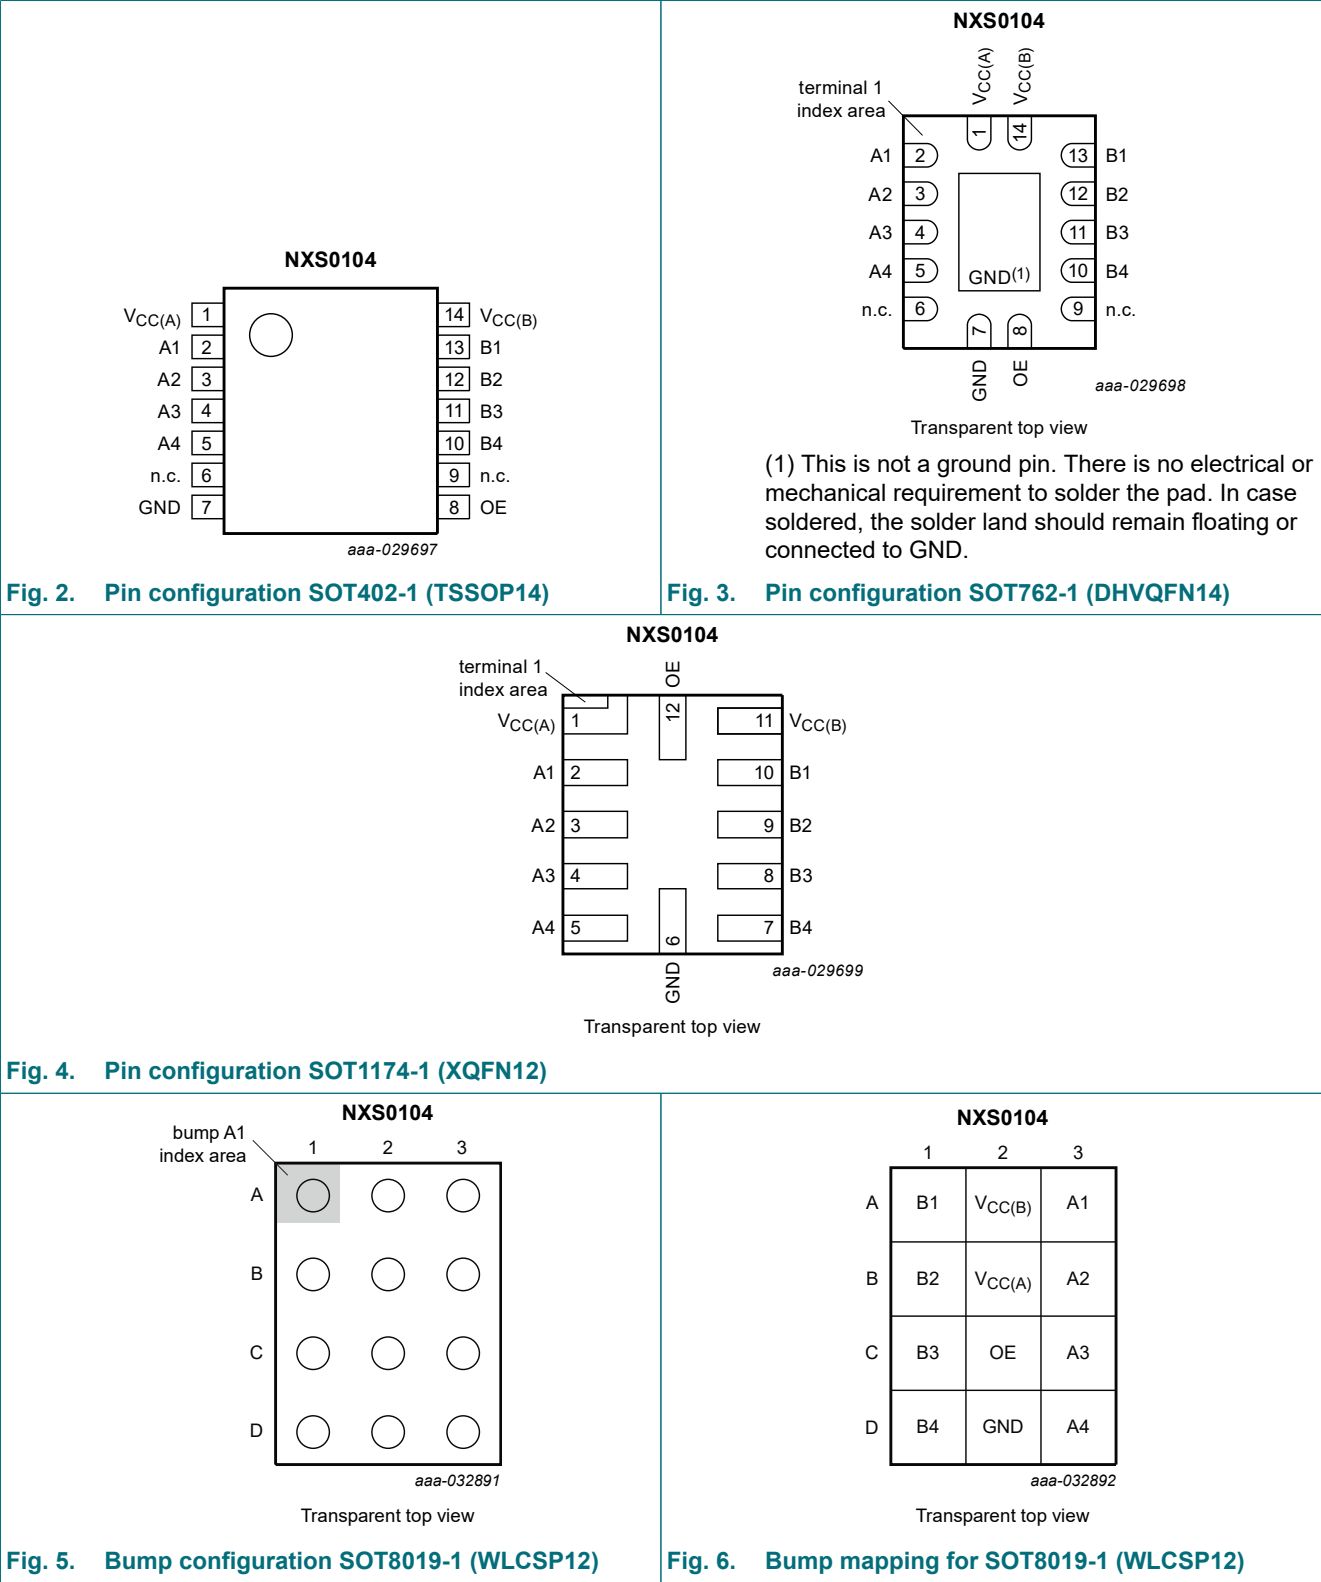 NXS0104
VCC(A) 1 14 VCC(B)
A1 2 13 B1
A2 3 12 B2
A3 4 11 B3
A4 5 10 B4
n.c. 6 9 n.c.
GND 7 8 OE
aaa-029697
Fig. 2. Pin configuration SOT402-1 (TSSOP14)
NXS0104
terminal 1
index area
VCC(A) VCC(B)
1 14
A1 2 13 B1
A2 3 12 B2
A3 4 11 B3
A4 5 10 B4
GND(1)
n.c. 6 9 n.c.
7 8
GND OE
aaa-029698
Transparent top view
(1) This is not a ground pin. There is no electrical or
mechanical requirement to solder the pad. In case
soldered, the solder land should remain floating or
connected to GND.
Fig. 3. Pin configuration SOT762-1 (DHVQFN14)
NXS0104
terminal 1
index area
OE
12
VCC(A) 1 11 VCC(B)
A1 2 10 B1
A2 3 9 B2
A3 4 8 B3
A4 5 7 B4
6
GND
aaa-029699
Transparent top view
Fig. 4. Pin configuration SOT1174-1 (XQFN12)
NXS0104
bump A1
index area
1 2 3
A
B
C
D
aaa-032891
Transparent top view
Fig. 5. Bump configuration SOT8019-1 (WLCSP12)
NXS0104
1 2 3
A B1 VCC(B) A1
B B2 VCC(A) A2
C B3 OE A3
D B4 GND A4
aaa-032892
Transparent top view
Fig. 6. Bump mapping for SOT8019-1 (WLCSP12)